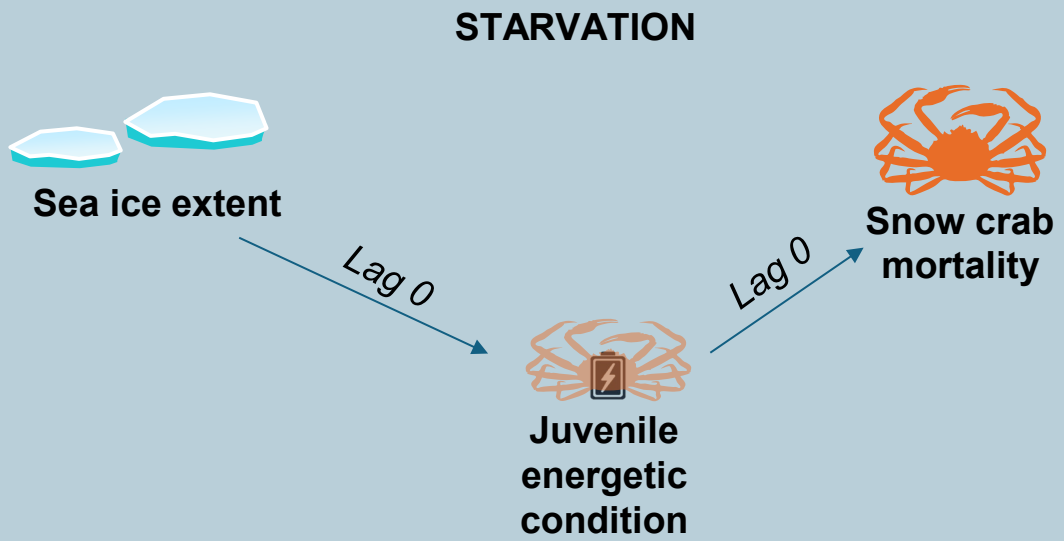 STARVATION
Sea ice extent
Lag 0
Lag 0
Snow crab
mortality
Juvenile
energetic
condition